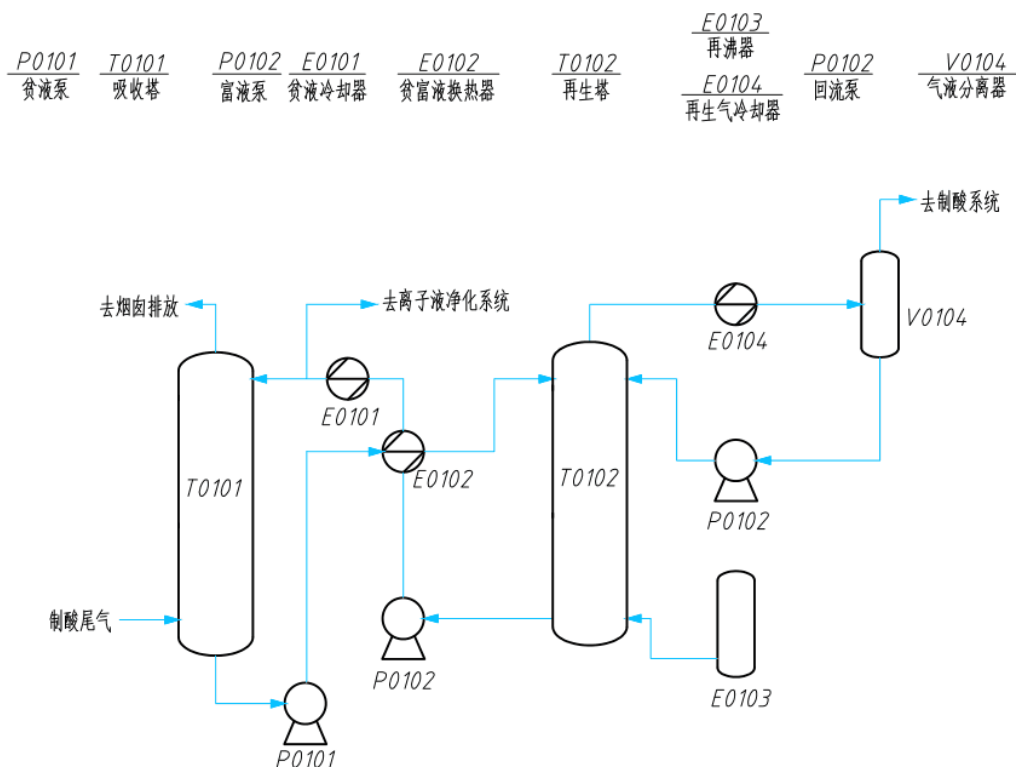 P0101
贫液泵
T0101
吸收塔
P0102
富液泵
E0101
贫液冷却器
E0102
贫富液换热器
T0102
再生塔
E0103
再沸器
E0104
再生气冷却器
P0102
回流泵
V0104
气液分离器
去制酸系统
去烟囱排放
去离子液净化系统
V0104
E0104
E0101
T0101
E0102
T0102
P0102
制酸尾气
P0102
E0103
P0101